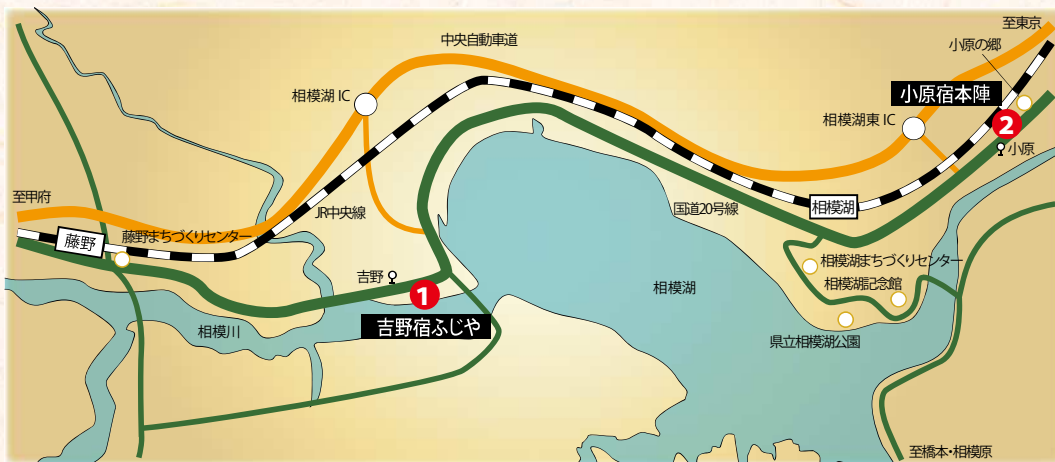 至東京
中央自動車道
小原の郷
相模湖 IC
小原宿本陣
相模湖東 IC
2
小原
至甲府
JR中央線
国道20号線
相模湖
藤野
藤野まちづくりセンター
吉野
1
吉野宿ふじや
相模川
相模湖
相模湖まちづくりセンター
相模湖記念館
県立相模湖公園
至橋本・相模原